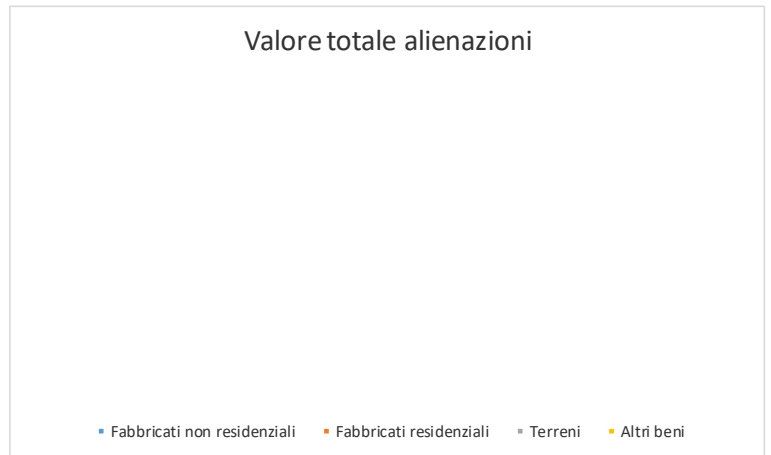 Valore totale alienazioni
Fabbricati non residenziali Fabbricati residenziali Terreni Altri beni